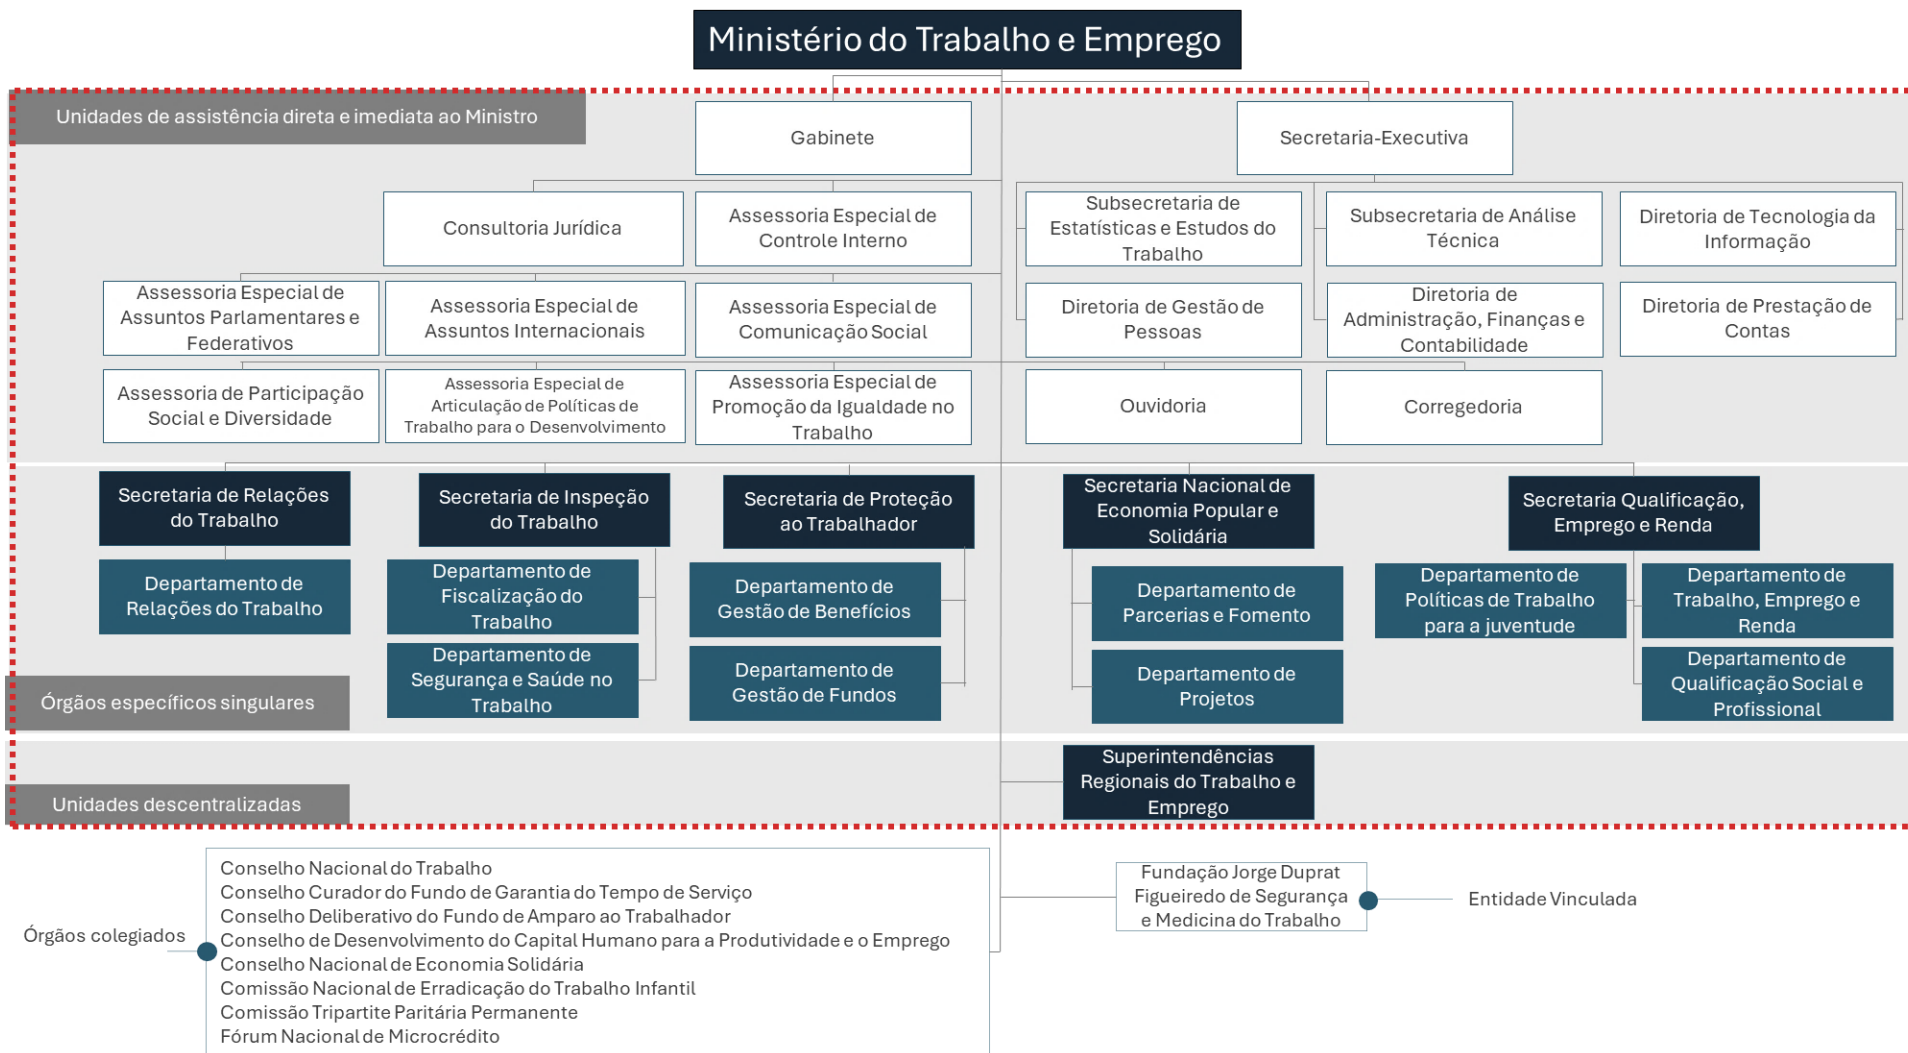 Ministério do Trabalho e Emprego
Unidades de assistência direta e imediata ao Ministro
Gabinete
Secretaria-Executiva
Consultoria Jurídica
Assessoria Especial de
Controle Interno
Subsecretaria de
Estatísticas e Estudos do
Trabalho
Subsecretaria de Análise
Técnica
Diretoria de Tecnologia da
Informação
Assessoria Especial de
Assuntos Parlamentares e
Federativos
Assessoria Especial de
Assuntos Internacionais
Assessoria Especial de
Comunicação Social
Diretoria de Gestão de
Pessoas
Diretoria de
Administração, Finanças e
Contabilidade
Diretoria de Prestação de
Contas
Assessoria de Participação
Social e Diversidade
Assessoria Especial de
Articulação de Políticas de
Trabalho para o Desenvolvimento
Assessoria Especial de
Promoção da Igualdade no
Trabalho
Ouvidoria
Corregedoria
Secretaria de Relações
do Trabalho
Secretaria de Inspeção
do Trabalho
Secretaria de Proteção
ao Trabalhador
Secretaria Nacional de
Economia Popular e
Solidária
Secretaria Qualificação,
Emprego e Renda
Departamento de
Relações do Trabalho
Departamento de
Fiscalização do
Trabalho
Departamento de
Gestão de Benefícios
Departamento de
Parcerias e Fomento
Departamento de
Políticas de Trabalho
para a juventude
Departamento de
Trabalho, Emprego e
Renda
Departamento de
Segurança e Saúde no
Trabalho
Departamento de
Gestão de Fundos
Departamento de
Projetos
Departamento de
Qualificação Social e
Profissional
Órgãos específicos singulares
Superintendências
Regionais do Trabalho e
Emprego
Unidades descentralizadas
Órgãos colegiados
Conselho Nacional do Trabalho
Conselho Curador do Fundo de Garantia do Tempo de Serviço
Conselho Deliberativo do Fundo de Amparo ao Trabalhador
Conselho de Desenvolvimento do Capital Humano para a Produtividade e o Emprego
Conselho Nacional de Economia Solidária
Comissão Nacional de Erradicação do Trabalho Infantil
Comissão Tripartite Paritária Permanente
Fórum Nacional de Microcrédito
Fundação Jorge Duprat
Figueiredo de Segurança
e Medicina do Trabalho
Entidade Vinculada